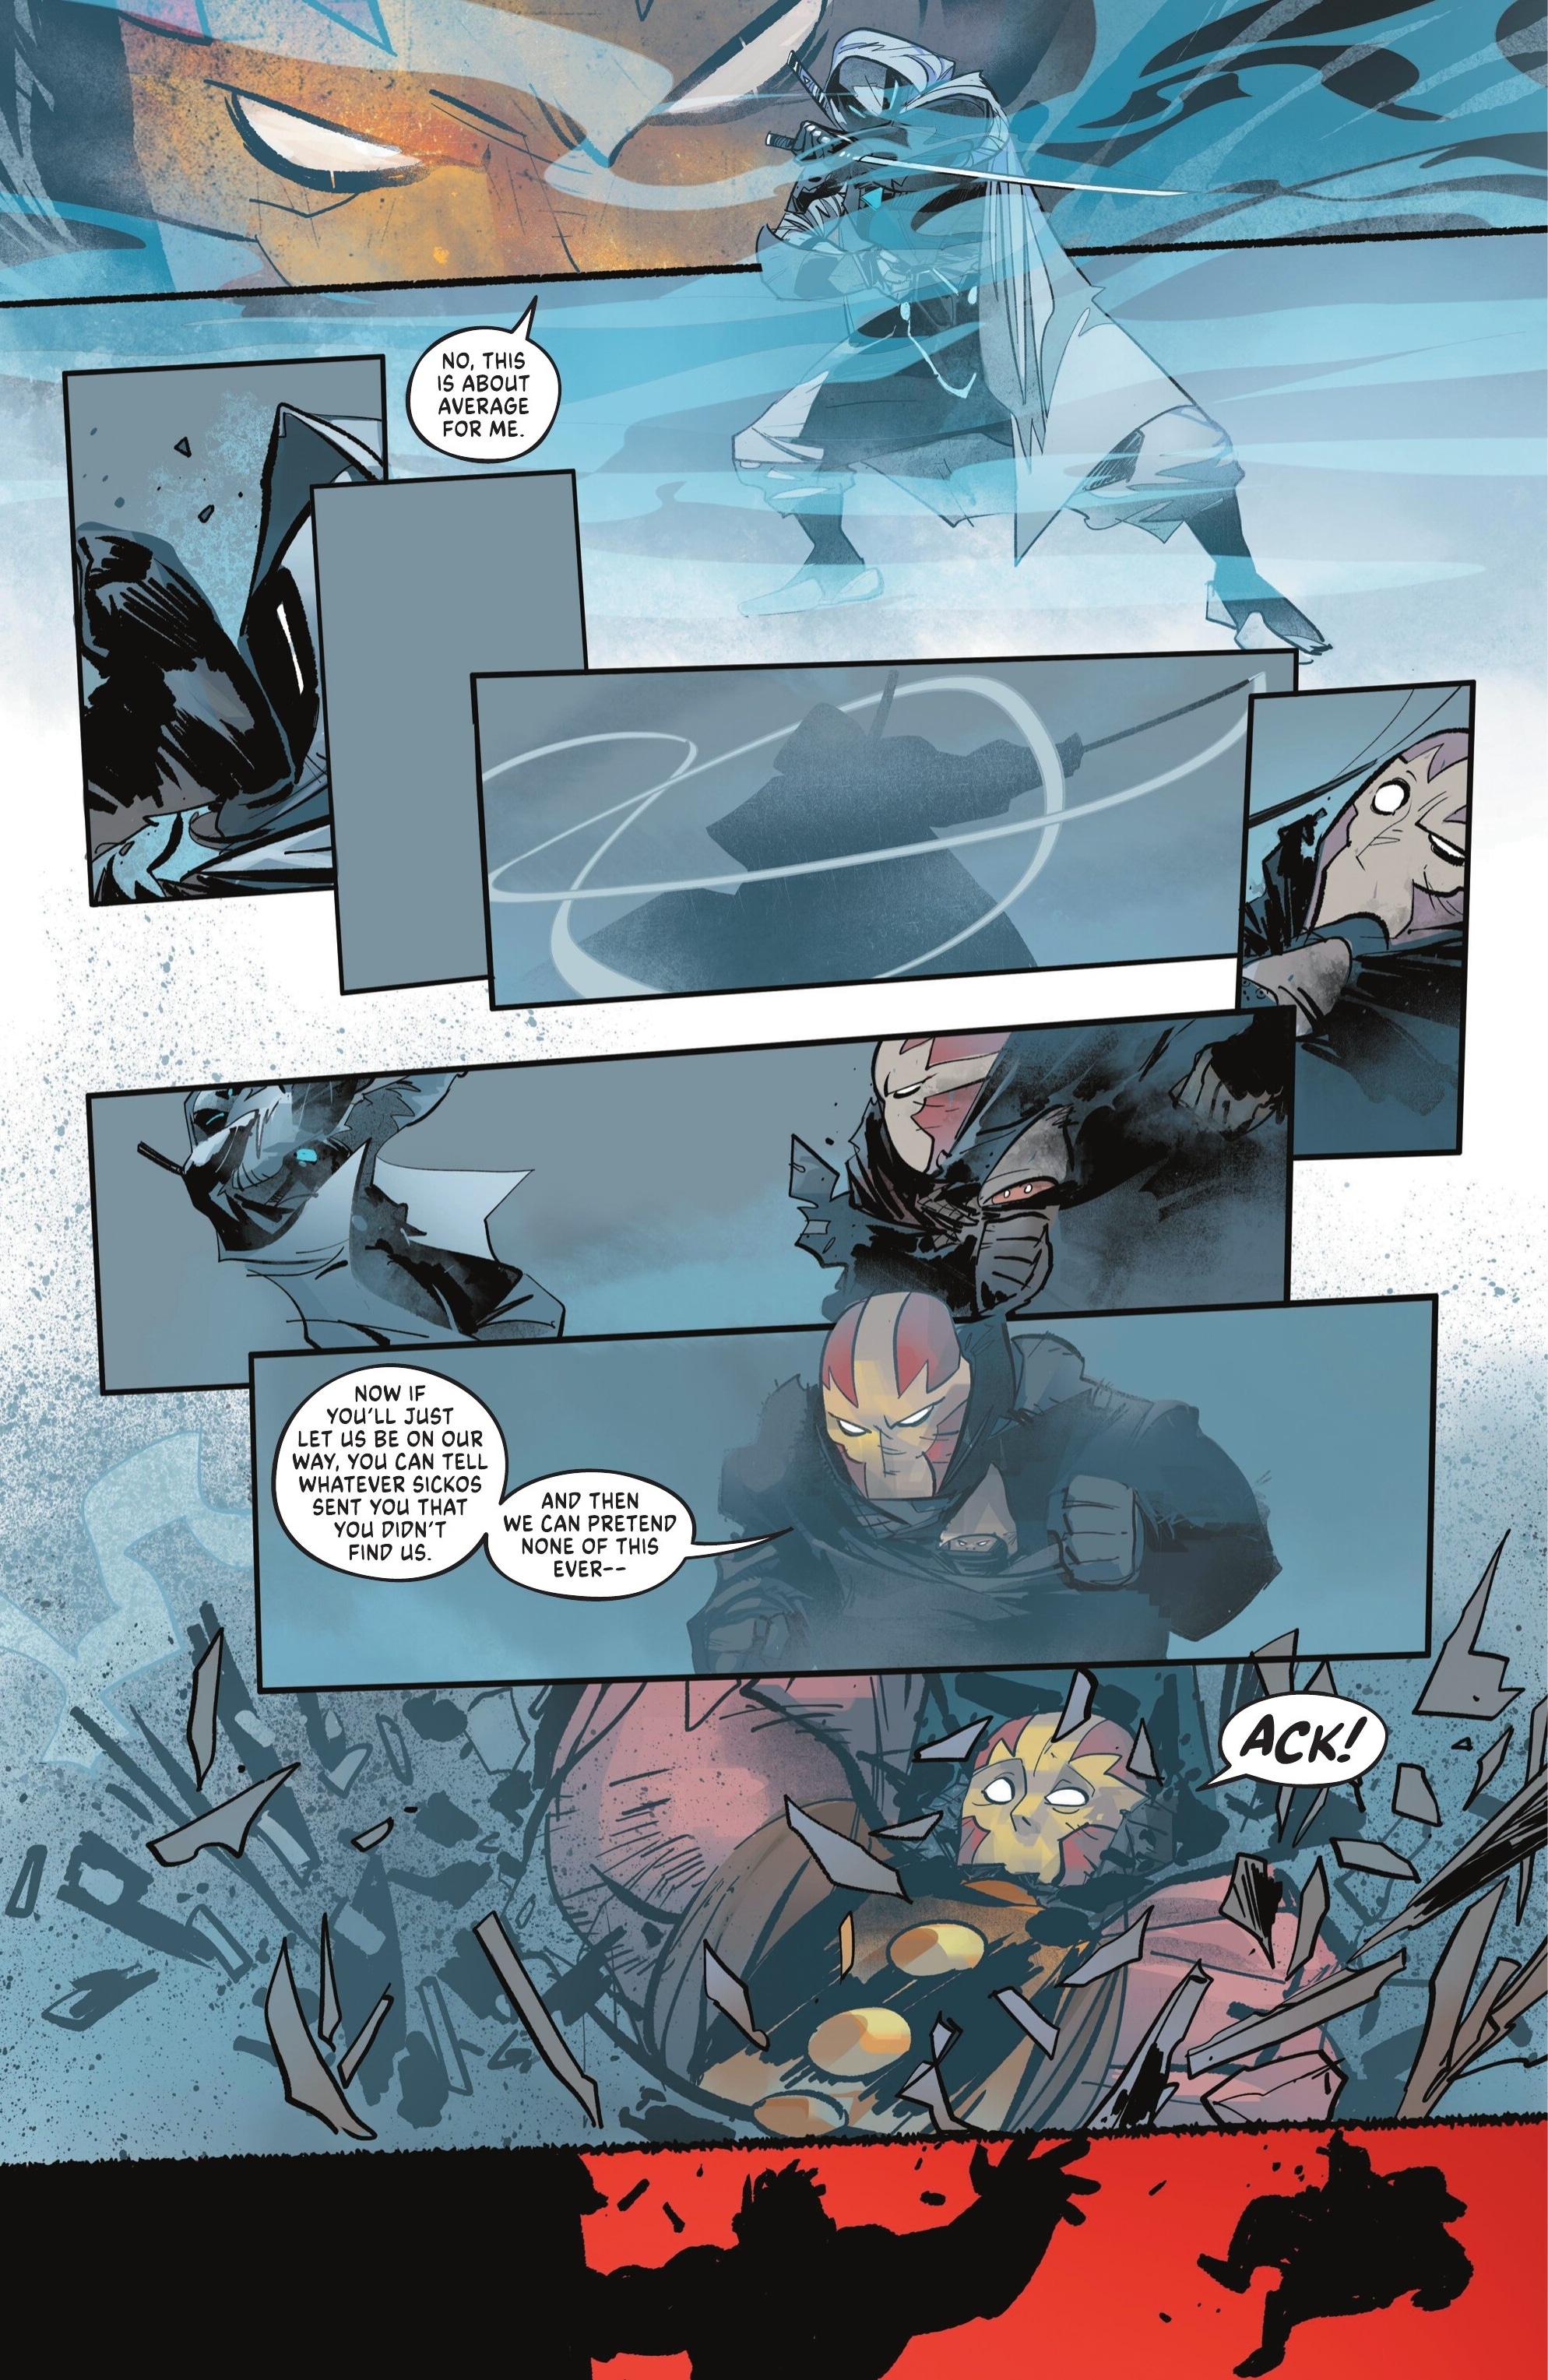 NO, THIS
IS ABOUT
AVERAGE
FOR ME.
NOW IF
YOU'LL JUST
LET US BE ON OUR
WAY, YOU CAN TELL
WHATEVER SICKOS
SENT YOU THAT
YOU DIDN'T
FIND US.
AND THEN
WE CAN PRETEND
NONE OF THIS
EVER--
ACK!